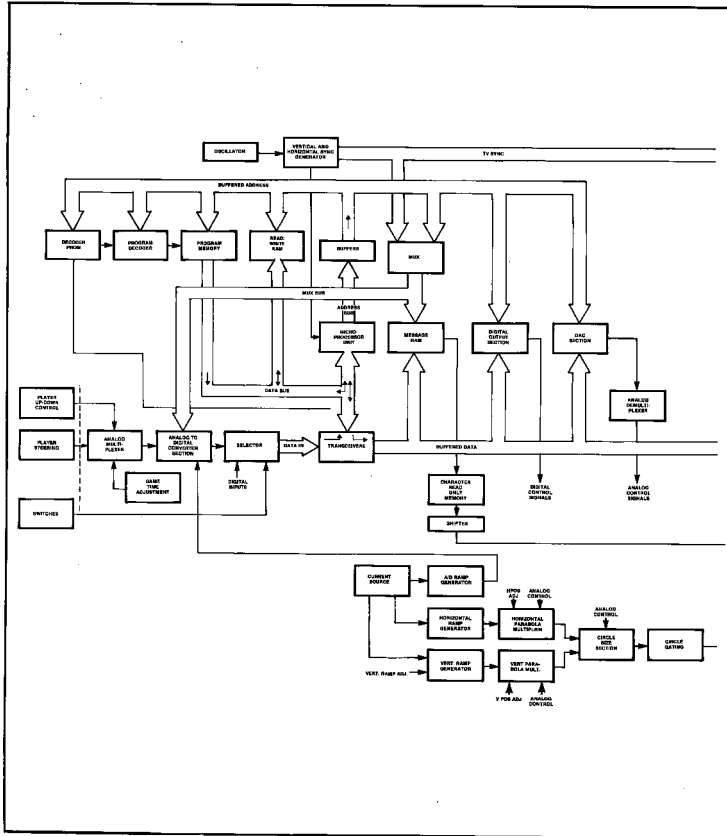 OSCILLATOR
VERTICAL AND
HORIZONTAL SYNC
GENERATOR
TV SYNC
BUFFERED ADDRESS
DECODER
PROM
PROGRAM
DECODER
PROGRAM
MEMORY
READ/
WRITE
RAM
BUFFERS
MUX
MUX BUS
ADDRESS
BUS
MICRO-
PROCESSOR
UNIT
MESSAGE
RAM
DIGITAL
OUTPUT
SECTION
DAC
SECTION
DATA BUS
PLAYER
UP-DOWN
CONTROL
ANALOG
DEMULTI-
PLEXER
PLAYER
STEERING
ANALOG
MULTI-
PLEXER
ANALOG TO
DIGITAL
CONVERTER
SECTION
SELECTOR
DATA IN
TRANSCEIVERS
BUFFERED DATA
GAME
TIME
ADJUSTMENT
DIGITAL
INPUTS
CHARACTER
READ
ONLY
MEMORY
DIGITAL
CONTROL
SIGNALS
ANALOG
CONTROL
SIGNALS
SWITCHES
SHIFTER
CURRENT
SOURCE
A/D RAMP
GENERATOR
HPOS
ADJ
ANALOG
CONTROL
HORIZONTAL
RAMP
GENERATOR
HORIZONTAL
PARABOLA
MULTIPLIER
ANALOG
CONTROL
CIRCLE
SIZE
SECTION
CIRCLE
GATING
VERT. RAMP ADJ.
VERT. RAMP
GENERATOR
VERT PARA-
BOLA MULT.
V POS ADJ
ANALOG
CONTROL